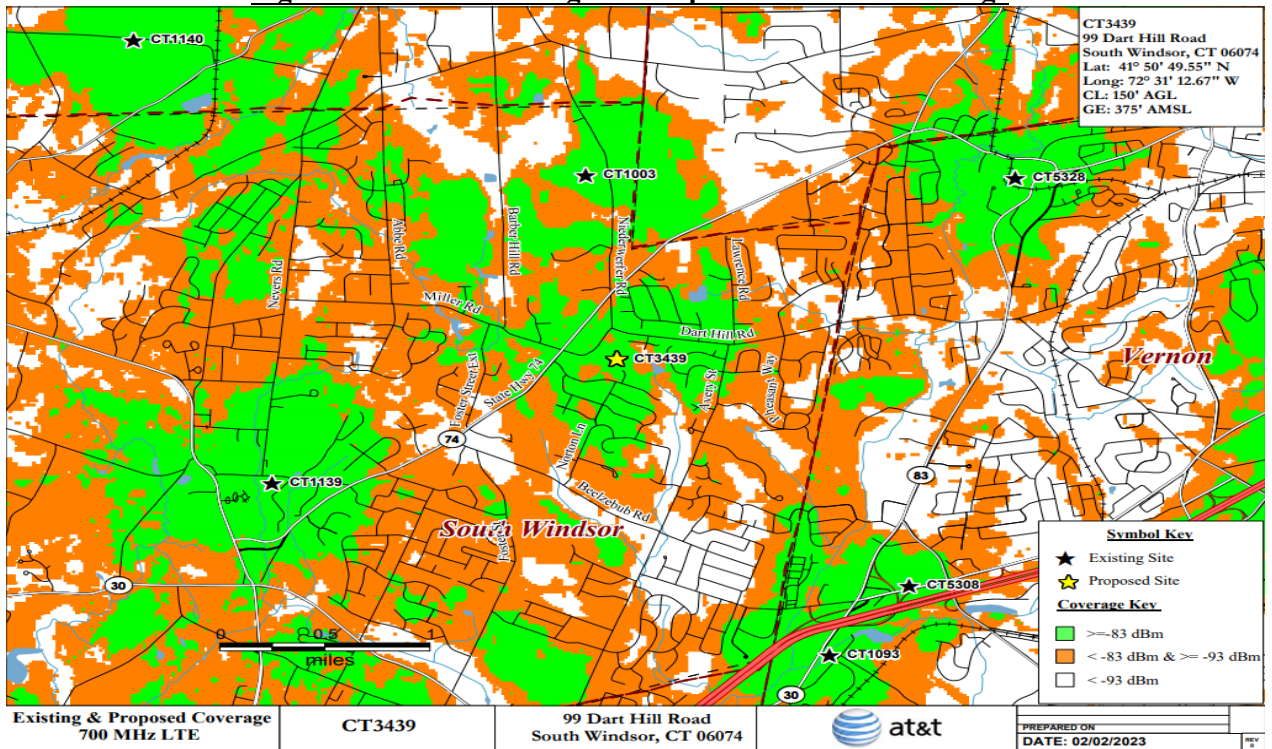 CT3439
99 Dart Hill Road
South Windsor, CT 06074
Lat: 41° 50' 49.55" N
Long: 72° 31' 12.67" W
CL: 150' AGL
GE: 375' AMSL
CT1140
CT1003
CT5328
Abbe Rd
Barber Hill Rd
Niederwerfer Rd
Lawrence Rd
Nevers Rd
Miller Rd
Dart Hill Rd
CT3439
Vernon
Foster Street Ext
State Hwy 74
Avery St
Pheasant Way
74
Norton Ln
83
CT1139
Beelzebub Rd
South Windsor
Foster St
30
CT5308
0 0.5 1
miles
CT1093
30
Symbol Key
Existing Site
Proposed Site
Coverage Key
>=-83 dBm
< -83 dBm & >= -93 dBm
< -93 dBm
Existing & Proposed Coverage
700 MHz LTE
CT3439
99 Dart Hill Road
South Windsor, CT 06074
at&t
PREPARED ON
DATE: 02/02/2023
REV
0